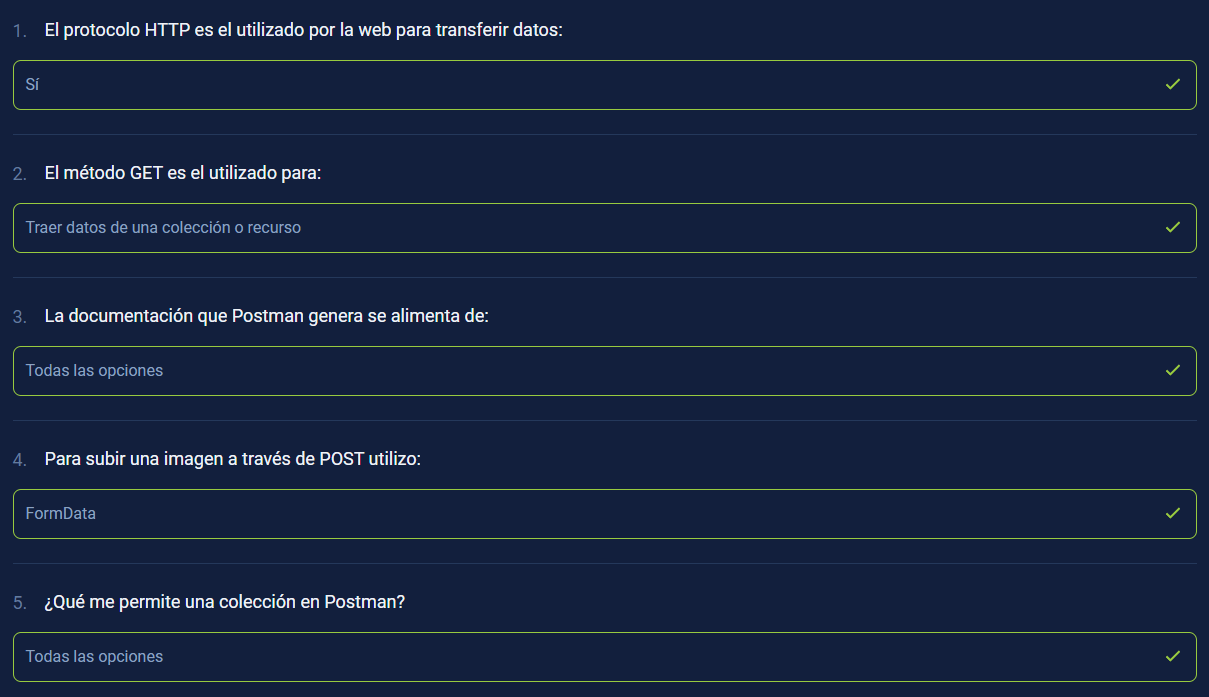 1. El protocolo HTTP es el utilizado por la web para transferir datos:
Sí
2. El método GET es el utilizado para:
Traer datos de una colección o recurso
3. La documentación que Postman genera se alimenta de:
Todas las opciones
4. Para subir una imagen a través de POST utilizo:
FormData
5. ¿Qué me permite una colección en Postman?
Todas las opciones